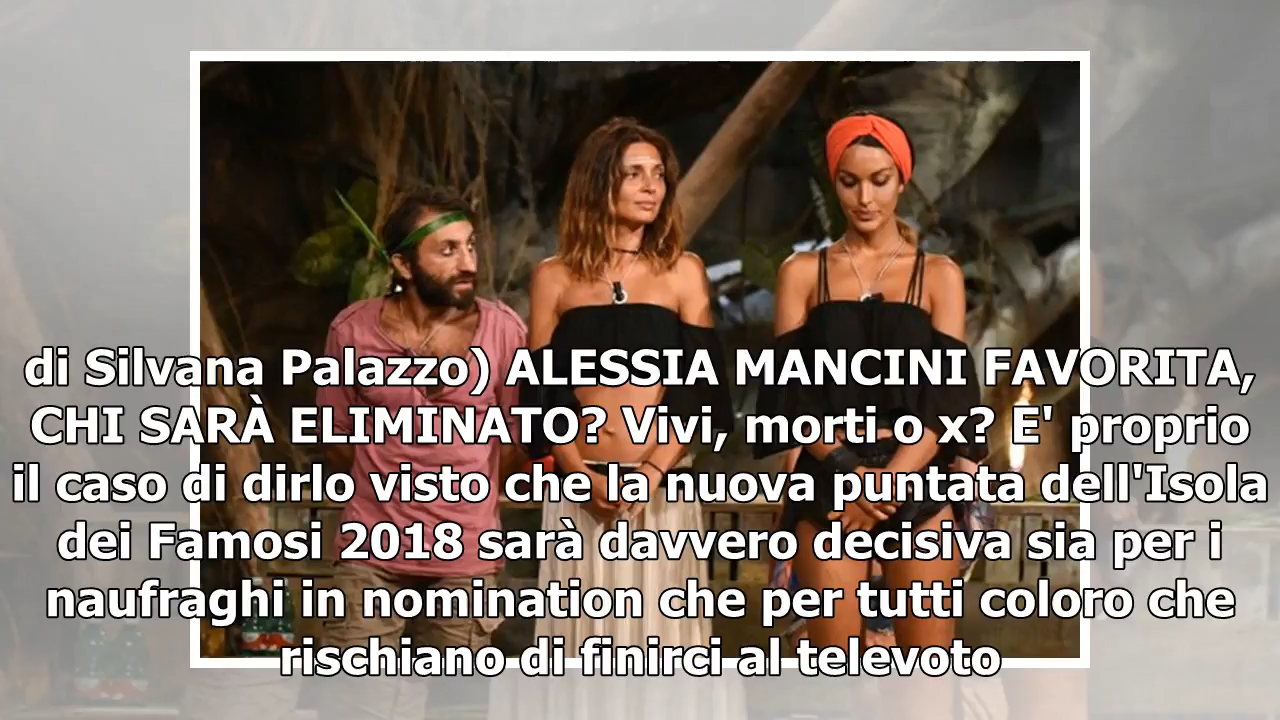 di Silvana Palazzo) ALESSIA MANCINI FAVORITA,
CHI SARÀ ELIMINATO? Vivi, morti o x? E' proprio
il caso di dirlo visto che la nuova puntata dell'Isola
dei Famosi 2018 sarà davvero decisiva sia per i
naufraghi in nomination che per tutti coloro che
rischiano di finirci al televoto